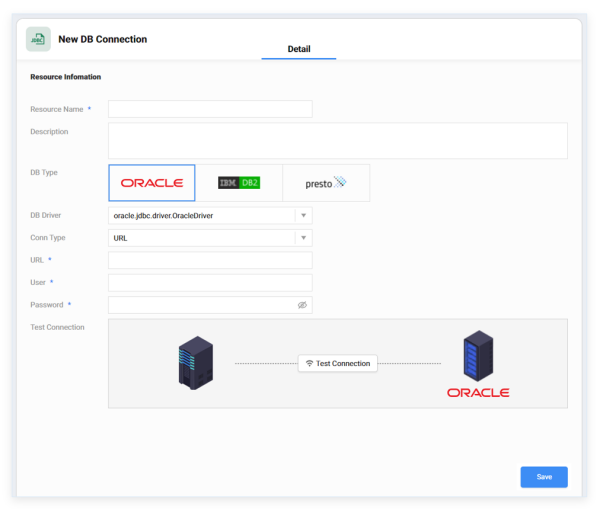 JDBC
New DB Connection
Detail
Resource Infomation
Resource Name *
Description
DB Type
ORACLE
IBM DB2
presto
DB Driver
oracle.jdbc.driver.OracleDriver
Conn Type
URL
URL *
User *
Password *
Test Connection
Test Connection
ORACLE
Save